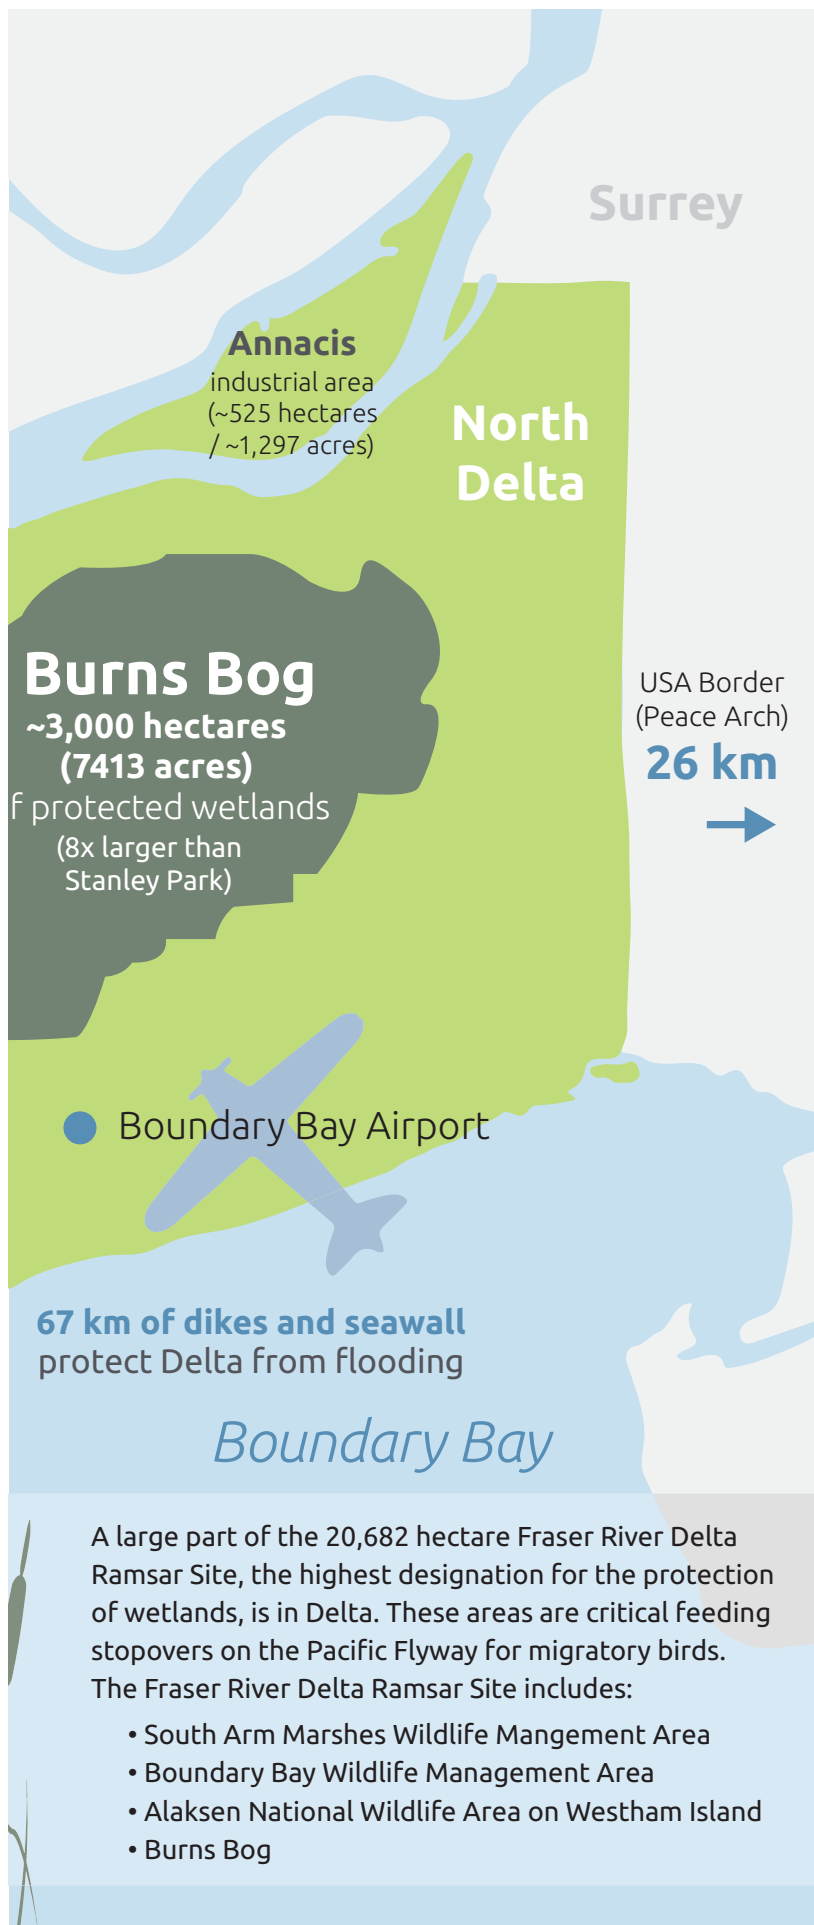 Surrey
Annacis
industrial area
(~525 hectares
/ ~1,297 acres)
North
Delta
Burns Bog
~3,000 hectares
(7413 acres)
f protected wetlands
(8x larger than
Stanley Park)
USA Border
(Peace Arch)
26 km
Boundary Bay Airport
67 km of dikes and seawall
protect Delta from flooding
Boundary Bay
A large part of the 20,682 hectare Fraser River Delta
Ramsar Site, the highest designation for the protection
of wetlands, is in Delta. These areas are critical feeding
stopovers on the Pacific Flyway for migratory birds.
The Fraser River Delta Ramsar Site includes:
• South Arm Marshes Wildlife Mangement Area
• Boundary Bay Wildlife Management Area
• Alaksen National Wildlife Area on Westham Island
• Burns Bog